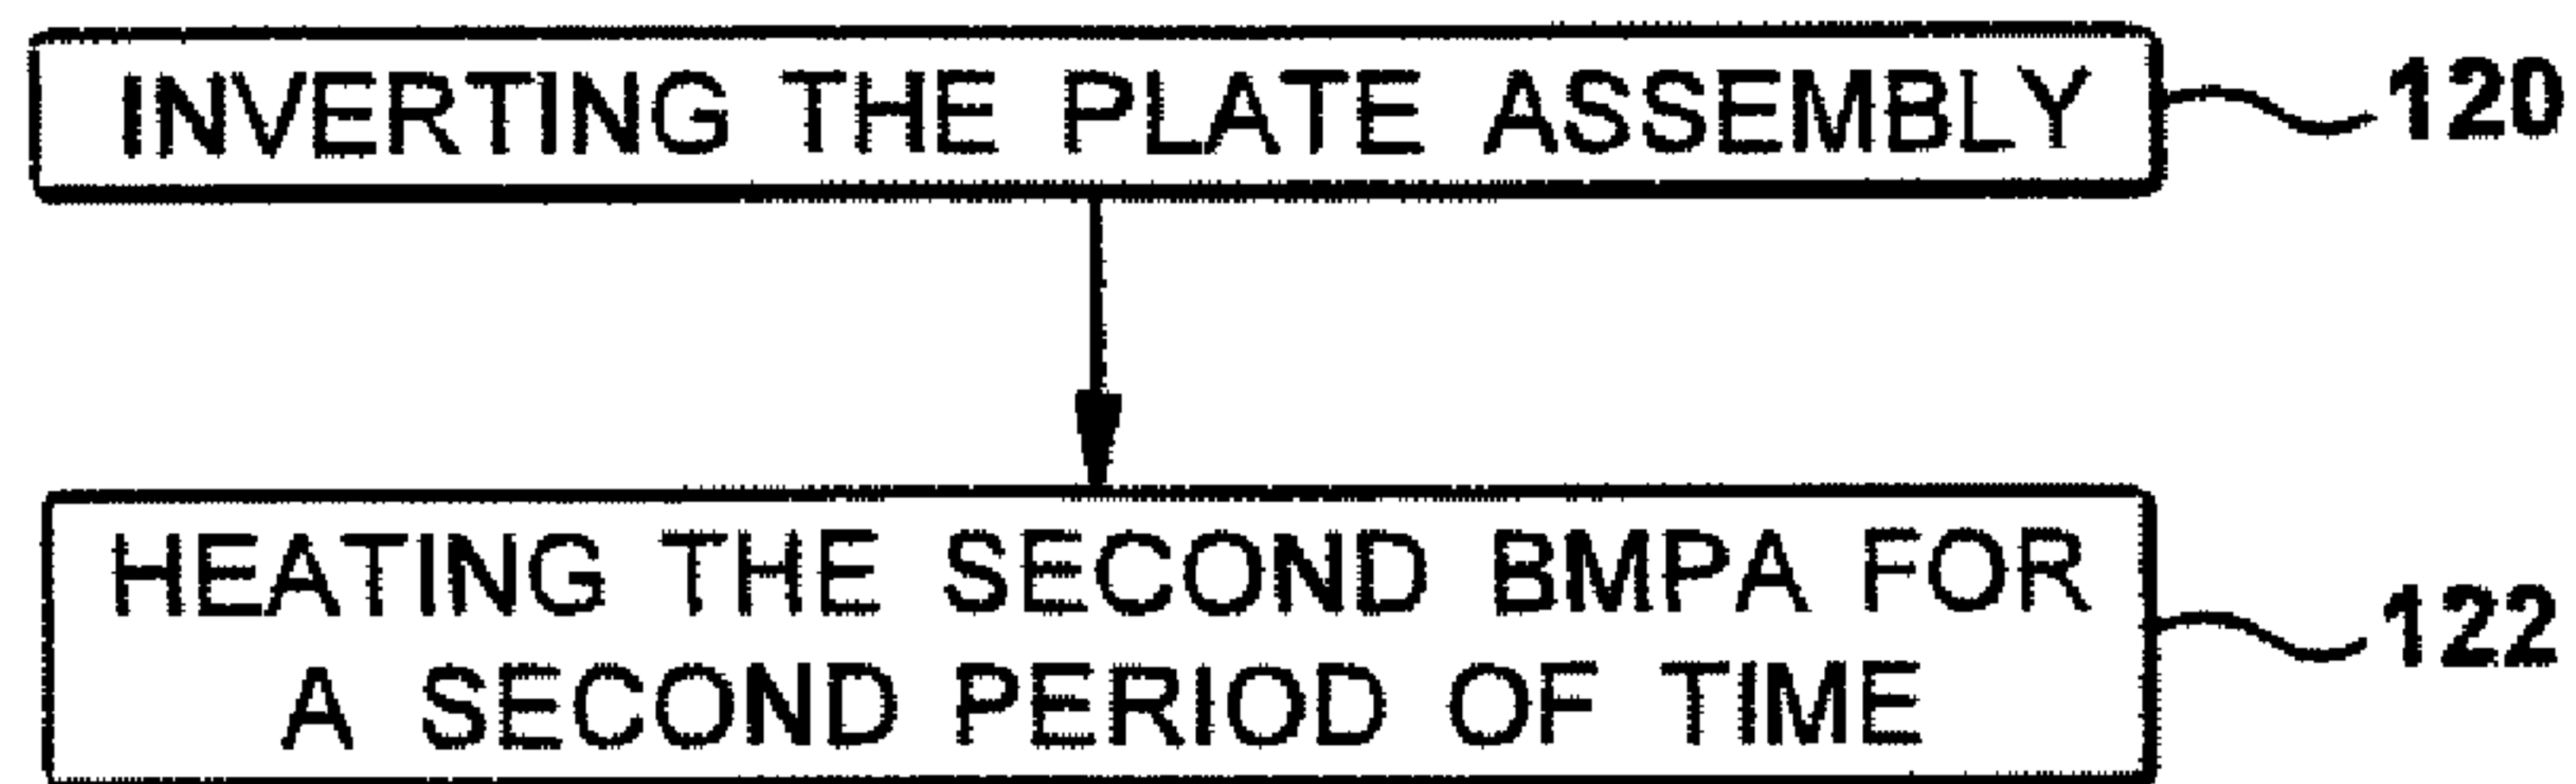 INVERTING THE PLATE ASSEMBLY
120
HEATING THE SECOND BMPA FOR
A SECOND PERIOD OF TIME
122